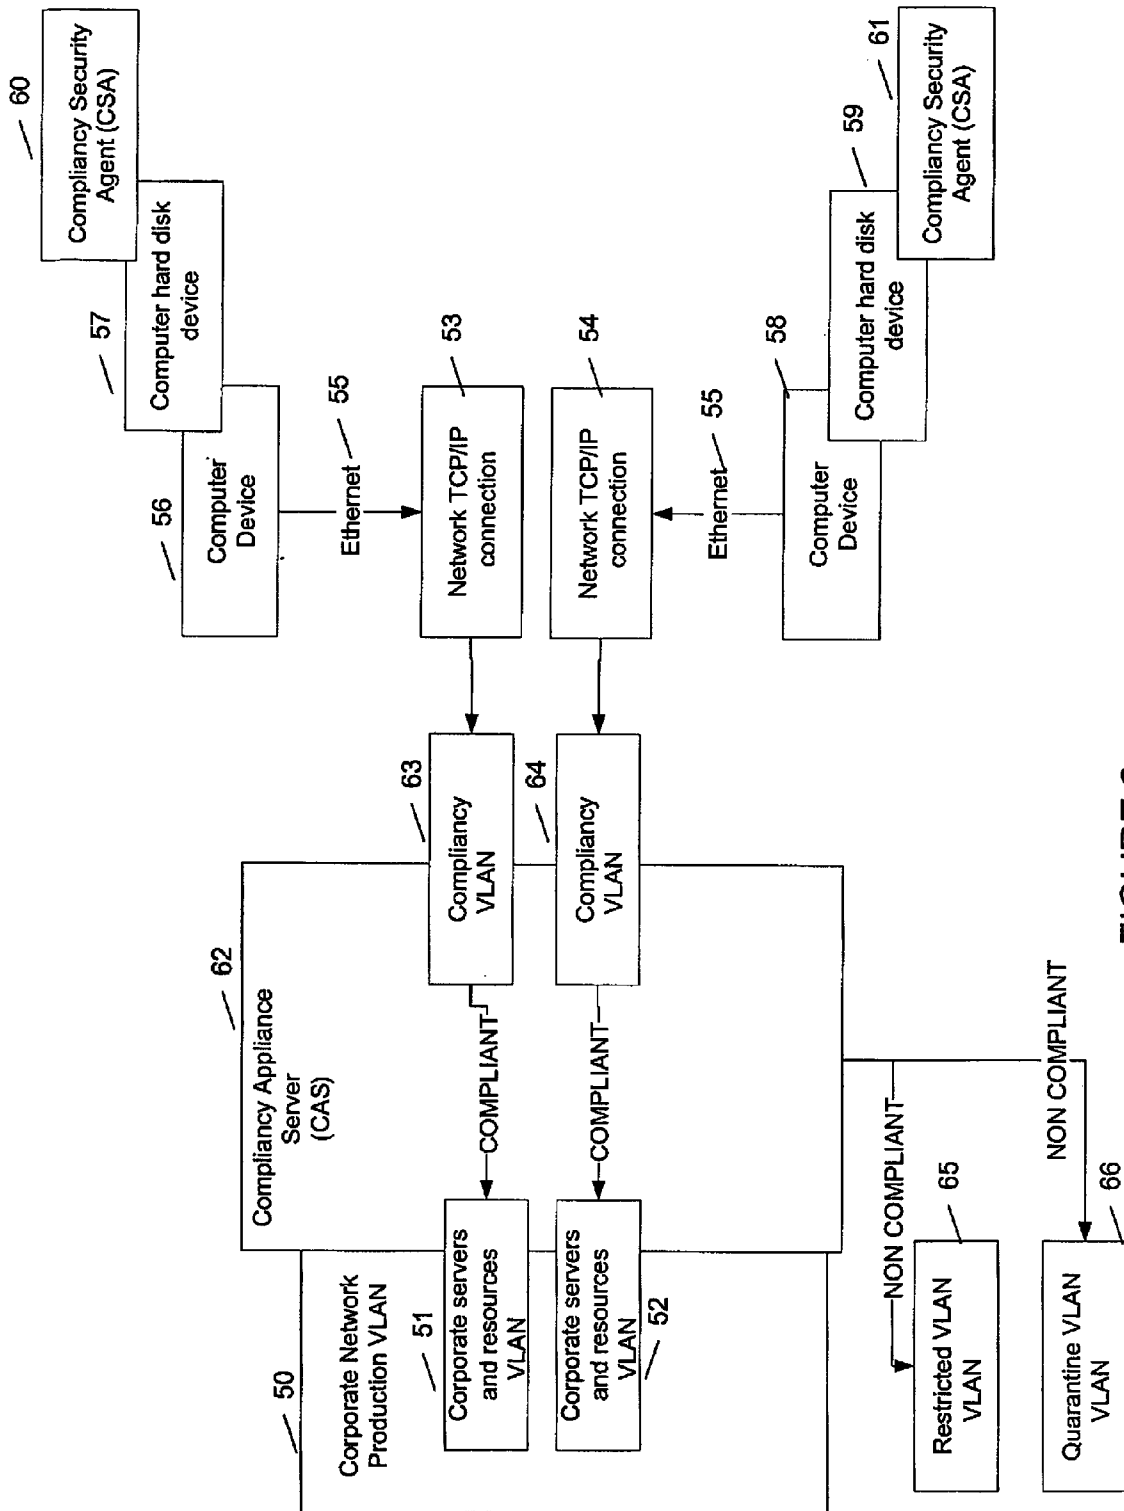 60
Compliancy Security
Agent (CSA)
57
Computer hard disk
device
56
Computer
Device
Ethernet
55
53
Network TCP/IP
connection
63
Compliancy
VLAN
62
Compliancy Appliance
Server
(CAS)
COMPLIANT
50
Corporate Network
Production VLAN
51
Corporate servers
and resources
VLAN
61
Compliancy Security
Agent (CSA)
59
Computer hard disk
device
58
Computer
Device
Ethernet
55
54
Network TCP/IP
connection
64
Compliancy
VLAN
COMPLIANT
Corporate servers
and resources
VLAN
52
NON COMPLIANT
65
Restricted VLAN
VLAN
NON COMPLIANT
66
Quarantine VLAN
VLAN
FIGURE